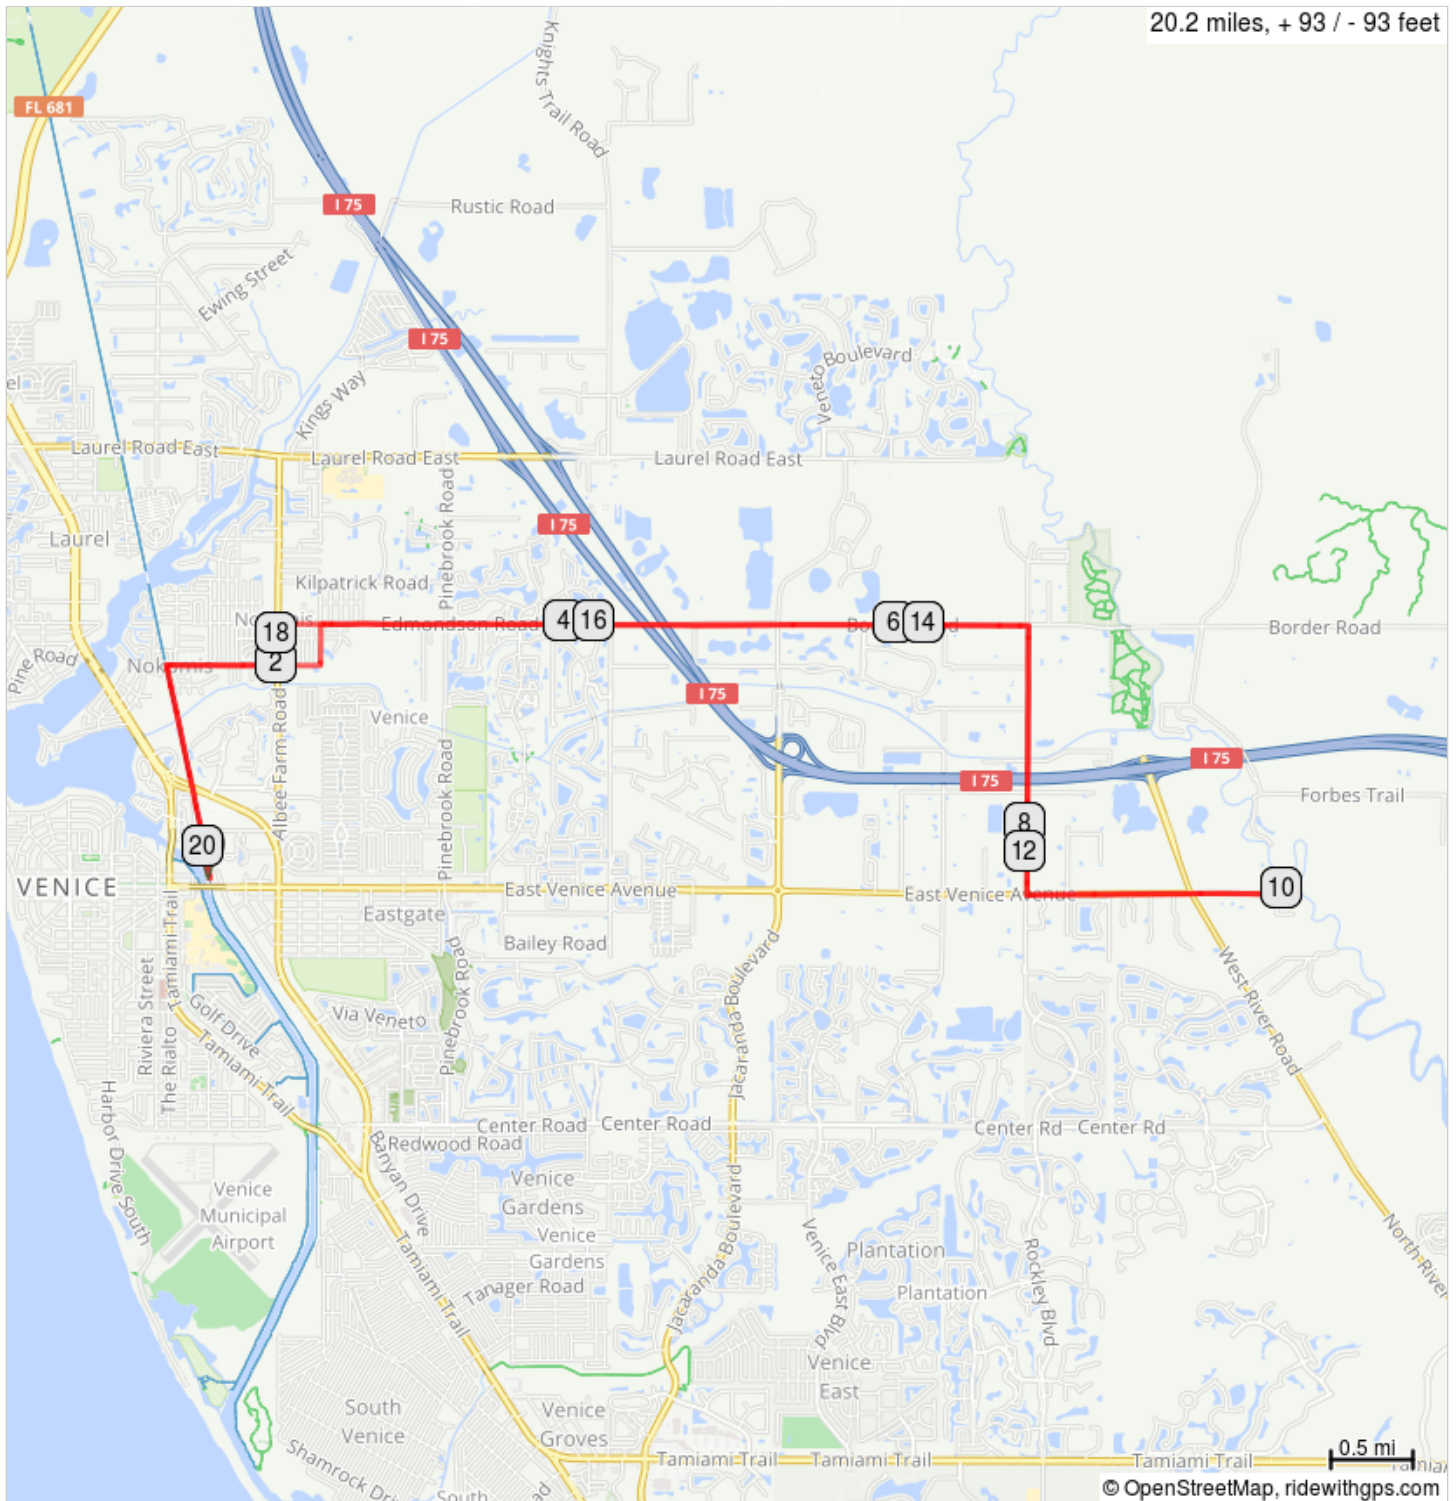 20.2 miles, + 93 / - 93 feet
Knights Trail Road
FL 681
I 75
Rustic Road
Ewing Street
I 75
Veneto Boulevard
Kings Way
Laurel Road East
Laurel Road East
Laurel Road East
Pinebrook Road
I 75
Laurel
Kilpatrick Road
18
Edmondson Road
4
16
6
14
Border Road
2
Nokomis
Pine Road
I 75
Venice
Albee Farm Road
Pinebrook Road
I 75
I 75
Forbes Trail
8
12
20
VENICE
East Venice Avenue
East Venice Avenue
10
Eastgate
Bailey Road
Tamiami Trail
Riviera Street
The Rialto
Golf Drive
Via Veneto
Pinebrook Road
Jacaranda Boulevard
West River Road
Tamiami Trail
Harbor Drive South
Center Road
Center Road
Center Rd
Center Rd
Redwood Road
Banyan Drive
Venice
Municipal
Airport
Venice
Gardens
Venice
Gardens
Tanager Road
Tamiami Trail
Jacaranda Boulevard
Venice East Blvd
Plantation
Plantation
Rockley Blvd
North River
Venice
East
South
Venice
Venice
Groves
Shamrock Dri
South
Tamiami Trail
Tamiami Trail
Tamiami Trail
0.5 mi
© OpenStreetMap, ridewithgps.com